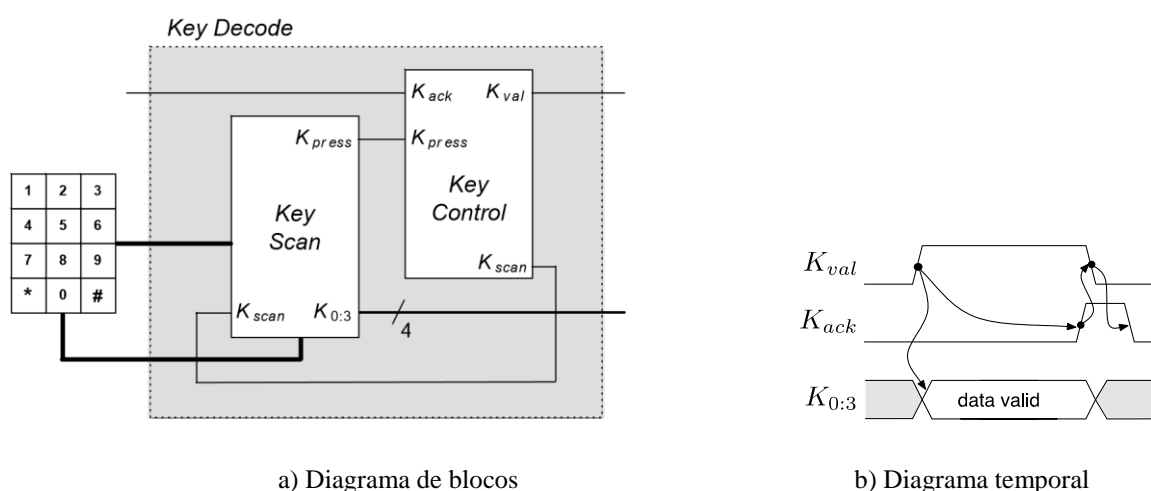 Key Decode
K_ack K_val
K_press K_press
Key
Control
Key
Scan
K_scan
K_scan K_0:3
4
1 2 3
4 5 6
7 8 9
* 0 #
K_val
K_ack
K_0:3 data valid
a) Diagrama de blocos
b) Diagrama temporal